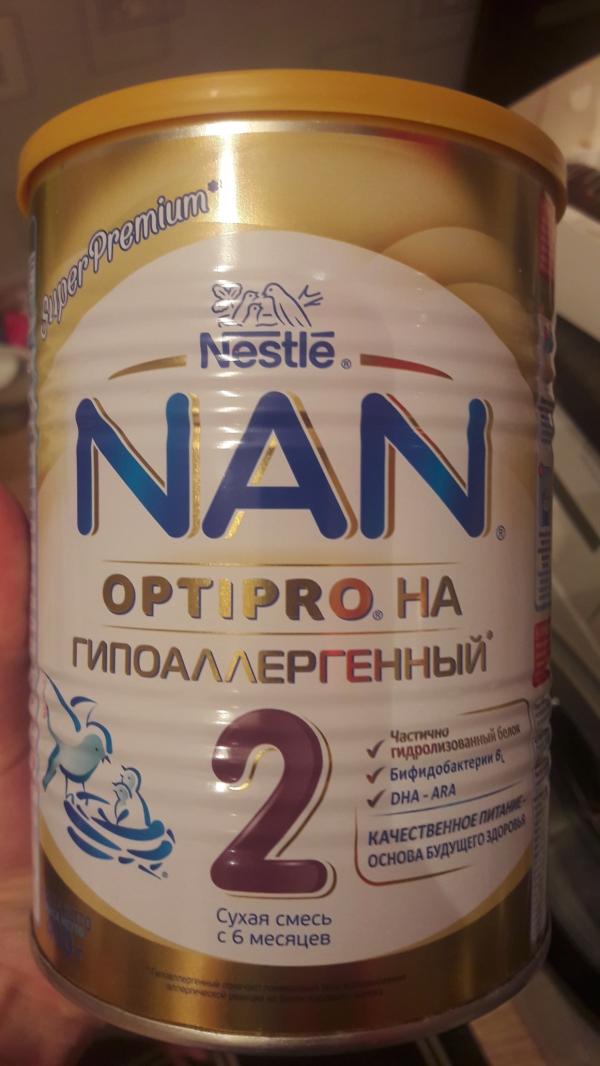 SuperPremium*
Nestlé®
NAN®
OPTIPRO® HA
ГИПОАЛЛЕРГЕННЫЙ*
2
Частично
гидролизованный белок
Бифидобактерии BL
DHA - ARA
КАЧЕСТВЕННОЕ ПИТАНИЕ -
ОСНОВА БУДУЩЕГО ЗДОРОВЬЯ
Сухая смесь
с 6 месяцев